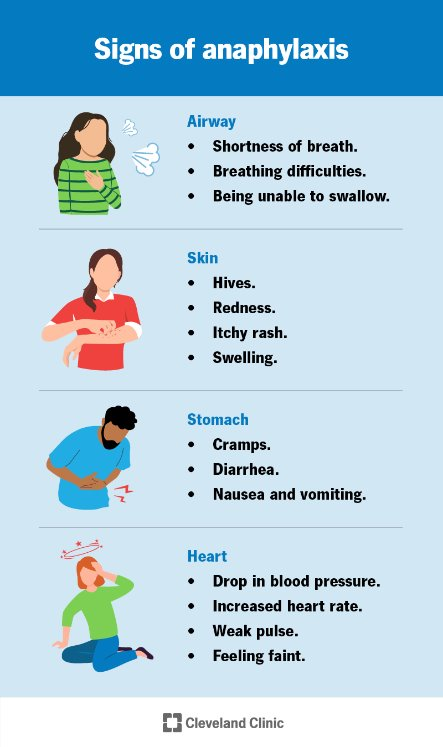 Signs of anaphylaxis
Airway
• Shortness of breath.
• Breathing difficulties.
• Being unable to swallow.
Skin
• Hives.
• Redness.
• Itchy rash.
• Swelling.
Stomach
• Cramps.
• Diarrhea.
• Nausea and vomiting.
Heart
• Drop in blood pressure.
• Increased heart rate.
• Weak pulse.
• Feeling faint.
Cleveland Clinic